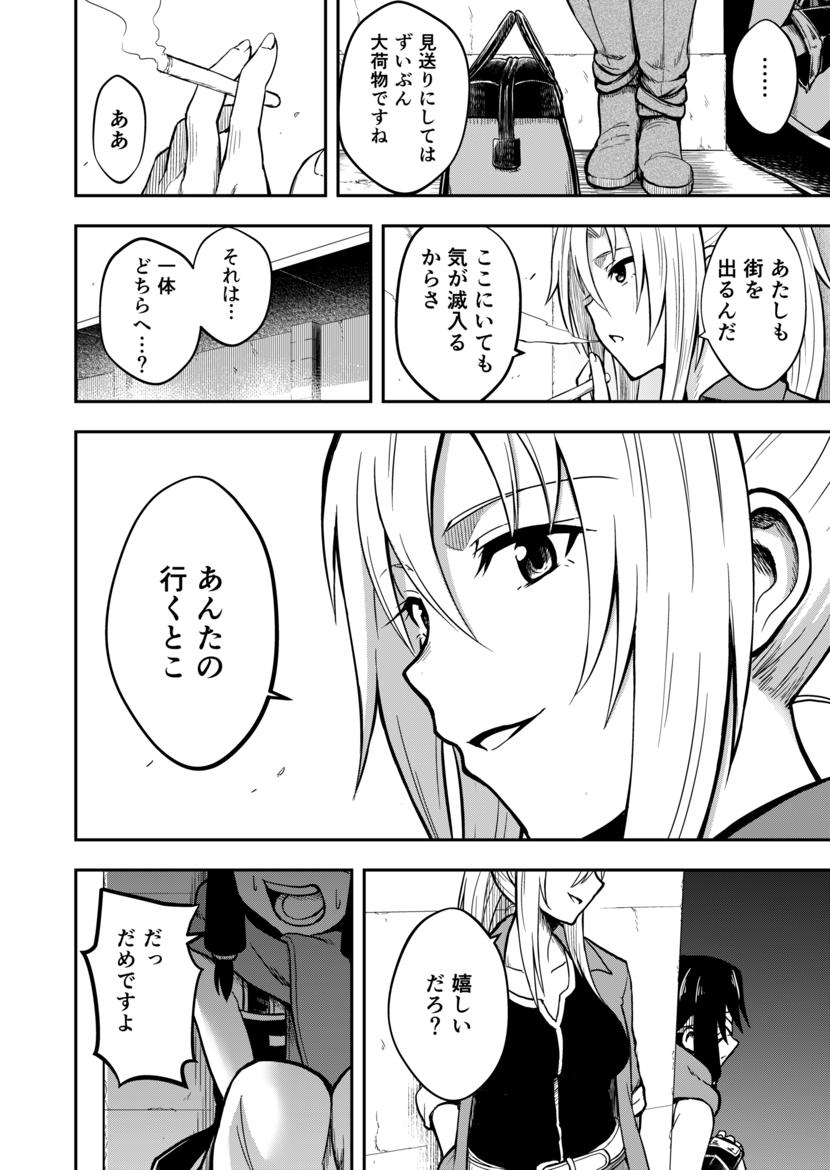 ……
見送りにしては
ずいぶん
大荷物ですね
ああ
あたしも
街を
出るんだ
ここにいても
気が滅入る
からさ
それは…
一体
どちらへ…?
あんたの
行くとこ
嬉しい
だろ?
だっ
だめですよ